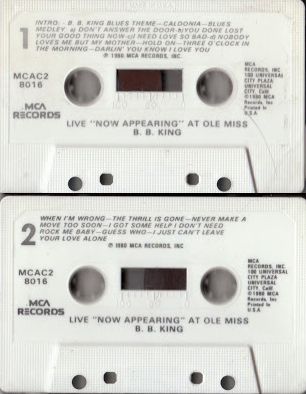 1
INTRO:- B. B. KING BLUES THEME—CALDONIA—BLUES
MEDLEY: a) DON'T ANSWER THE DOOR-b)YOU DONE LOST
YOUR GOOD THING NOW-c)I NEED LOVE SO BAD-d) NOBODY
LOVES ME BUT MY MOTHER—HOLD ON—THREE O'CLOCK IN
THE MORNING—DARLIN' YOU KNOW I LOVE YOU
℗ 1980 MCA RECORDS, INC.
MCAC2
8016
MCA RECORDS
MCA
RECORDS, INC.
100 UNIVERSAL
CITY PLAZA
UNIVERSAL
CITY, Calif.
©1980 MCA
Records, Inc
Printed in
U.S.A.
LIVE "NOW APPEARING" AT OLE MISS
B. B. KING
2
WHEN I'M WRONG—THE THRILL IS GONE—NEVER MAKE A
MOVE TOO SOON—I GOT SOME HELP I DON'T NEED
ROCK ME BABY—GUESS WHO—I JUST CAN'T LEAVE
YOUR LOVE ALONE
℗ 1980 MCA RECORDS, INC
MCAC2
8016
MCA RECORDS
MCA
RECORDS, INC.
100 UNIVERSAL
CITY PLAZA
UNIVERSAL
CITY, Calif.
©1980 MCA
Records, Inc
Printed in
U.S.A.
LIVE "NOW APPEARING" AT OLE MISS
B. B. KING